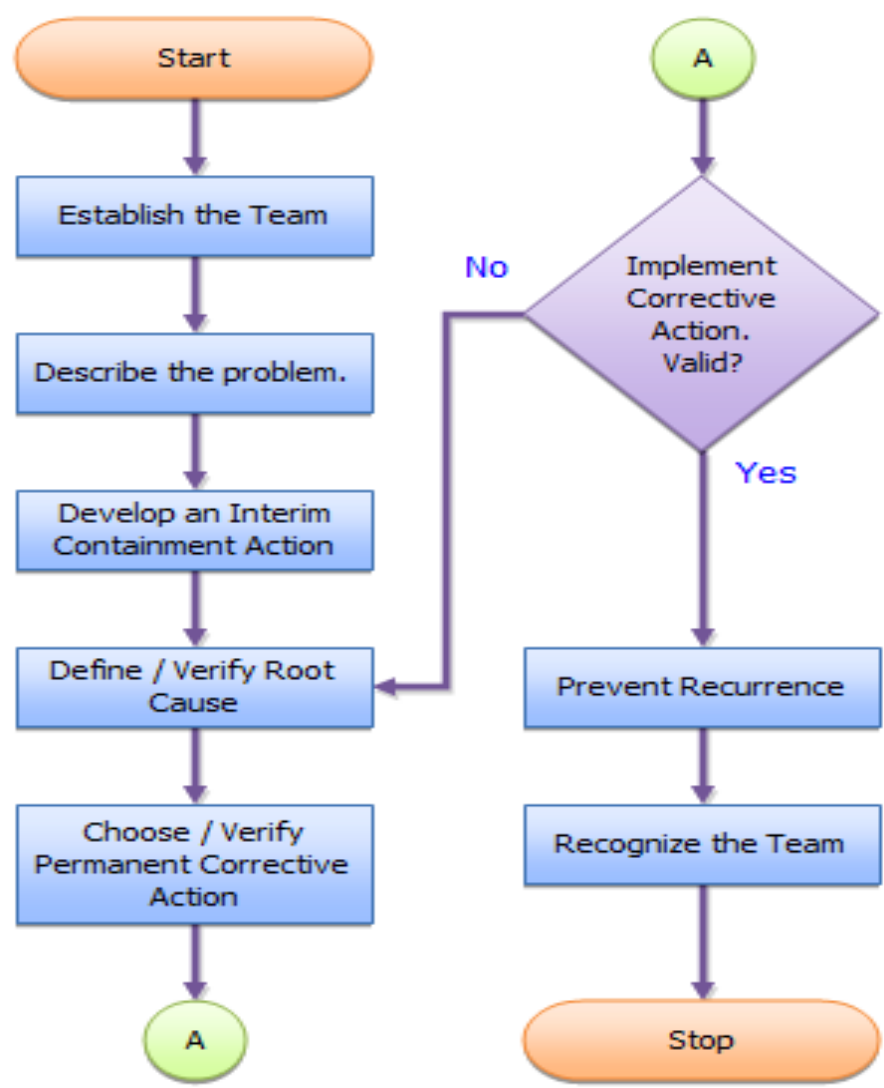 Start
Establish the Team
Describe the problem.
Develop an Interim
Containment Action
Define / Verify Root
Cause
Choose / Verify
Permanent Corrective
Action
A
A
Implement
Corrective
Action.
Valid?
No
Yes
Prevent Recurrence
Recognize the Team
Stop